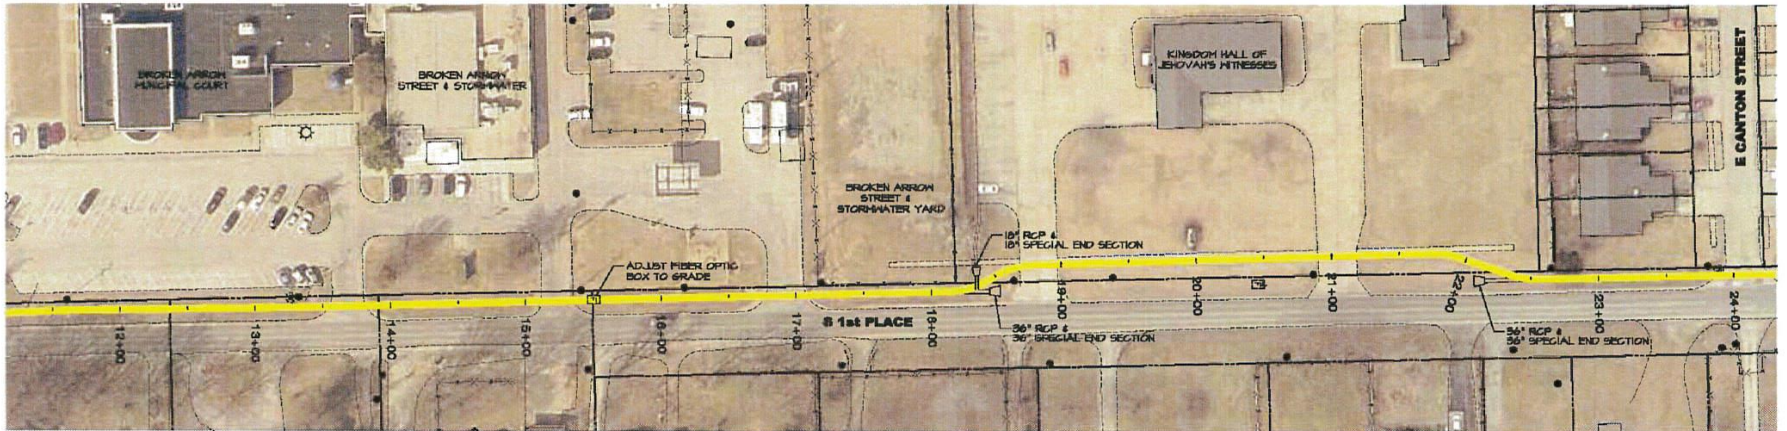 BROKEN ARROW
MUNICIPAL COURT
BROKEN ARROW
STREET & STORMWATER
KINGDOM HALL OF
JEHOVAH'S WITNESSES
E CANTON STREET
BROKEN ARROW
STREET &
STORMWATER YARD
18" RCP &
18" SPECIAL END SECTION
ADJUST FIBER OPTIC
BOX TO GRADE
S 1st PLACE
36" RCP &
36" SPECIAL END SECTION
36" RCP &
36" SPECIAL END SECTION
12+00
13+00
14+00
15+00
16+00
17+00
18+00
19+00
20+00
21+00
22+00
23+00
24+00